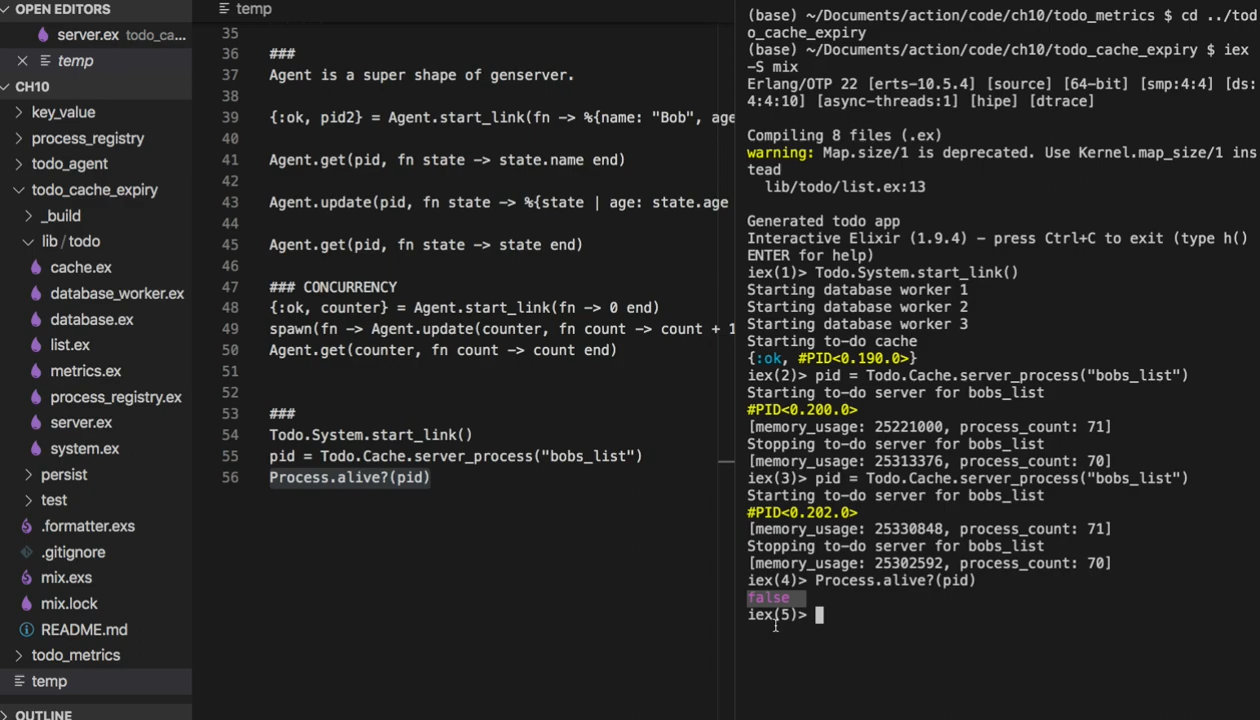 OPEN EDITORS
server.ex todo_ca...
temp
CH10
key_value
process_registry
todo_agent
todo_cache_expiry
_build
lib / todo
cache.ex
database_worker.ex
database.ex
list.ex
metrics.ex
process_registry.ex
server.ex
system.ex
persist
test
.formatter.exs
.gitignore
mix.exs
mix.lock
README.md
todo_metrics
temp
OUTLINE
temp
35
36 ###
37 Agent is a super shape of genserver.
38
39 {:ok, pid2} = Agent.start_link(fn -> %{name: "Bob", age
40
41 Agent.get(pid, fn state -> state.name end)
42
43 Agent.update(pid, fn state -> %{state | age: state.age
44
45 Agent.get(pid, fn state -> state end)
46
47 ### CONCURRENCY
48 {:ok, counter} = Agent.start_link(fn -> 0 end)
49 spawn(fn -> Agent.update(counter, fn count -> count + 1
50 Agent.get(counter, fn count -> count end)
51
52
53 ###
54 Todo.System.start_link()
55 pid = Todo.Cache.server_process("bobs_list")
56 Process.alive?(pid)
(base) ~/Documents/action/code/ch10/todo_metrics $ cd ../tod
o_cache_expiry
(base) ~/Documents/action/code/ch10/todo_cache_expiry $ iex
-S mix
Erlang/OTP 22 [erts-10.5.4] [source] [64-bit] [smp:4:4] [ds:
4:4:10] [async-threads:1] [hipe] [dtrace]
Compiling 8 files (.ex)
warning: Map.size/1 is deprecated. Use Kernel.map_size/1 ins
tead
lib/todo/list.ex:13
Generated todo app
Interactive Elixir (1.9.4) - press Ctrl+C to exit (type h()
ENTER for help)
iex(1)> Todo.System.start_link()
Starting database worker 1
Starting database worker 2
Starting database worker 3
Starting to-do cache
{:ok, #PID<0.190.0>}
iex(2)> pid = Todo.Cache.server_process("bobs_list")
Starting to-do server for bobs_list
#PID<0.200.0>
[memory_usage: 25221000, process_count: 71]
Stopping to-do server for bobs_list
[memory_usage: 25313376, process_count: 70]
iex(3)> pid = Todo.Cache.server_process("bobs_list")
Starting to-do server for bobs_list
#PID<0.202.0>
[memory_usage: 25330848, process_count: 71]
Stopping to-do server for bobs_list
[memory_usage: 25302592, process_count: 70]
iex(4)> Process.alive?(pid)
false
iex(5)>